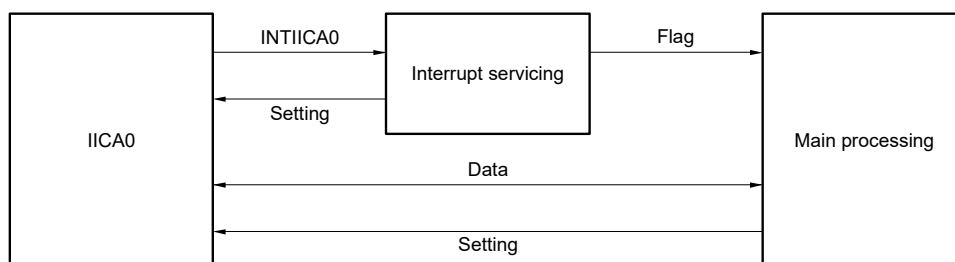 INTIICA0
Flag
Interrupt servicing
Setting
IICA0
Main processing
Data
Setting